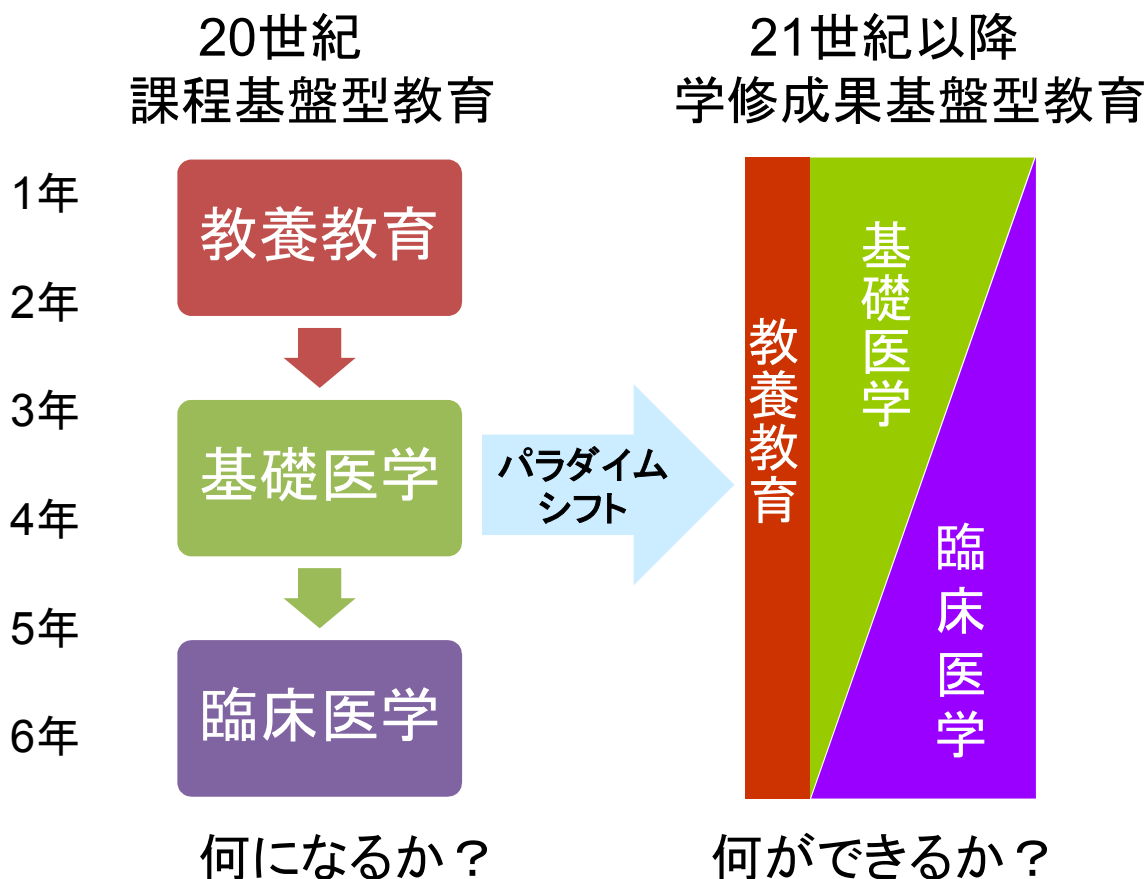 20世紀
課程基盤型教育
21世紀以降
学修成果基盤型教育
1年
2年
3年
4年
5年
6年
教養教育
基礎医学
臨床医学
パラダイム
シフト
教養教育
基礎医学
臨床医学
何になるか？
何ができるか？